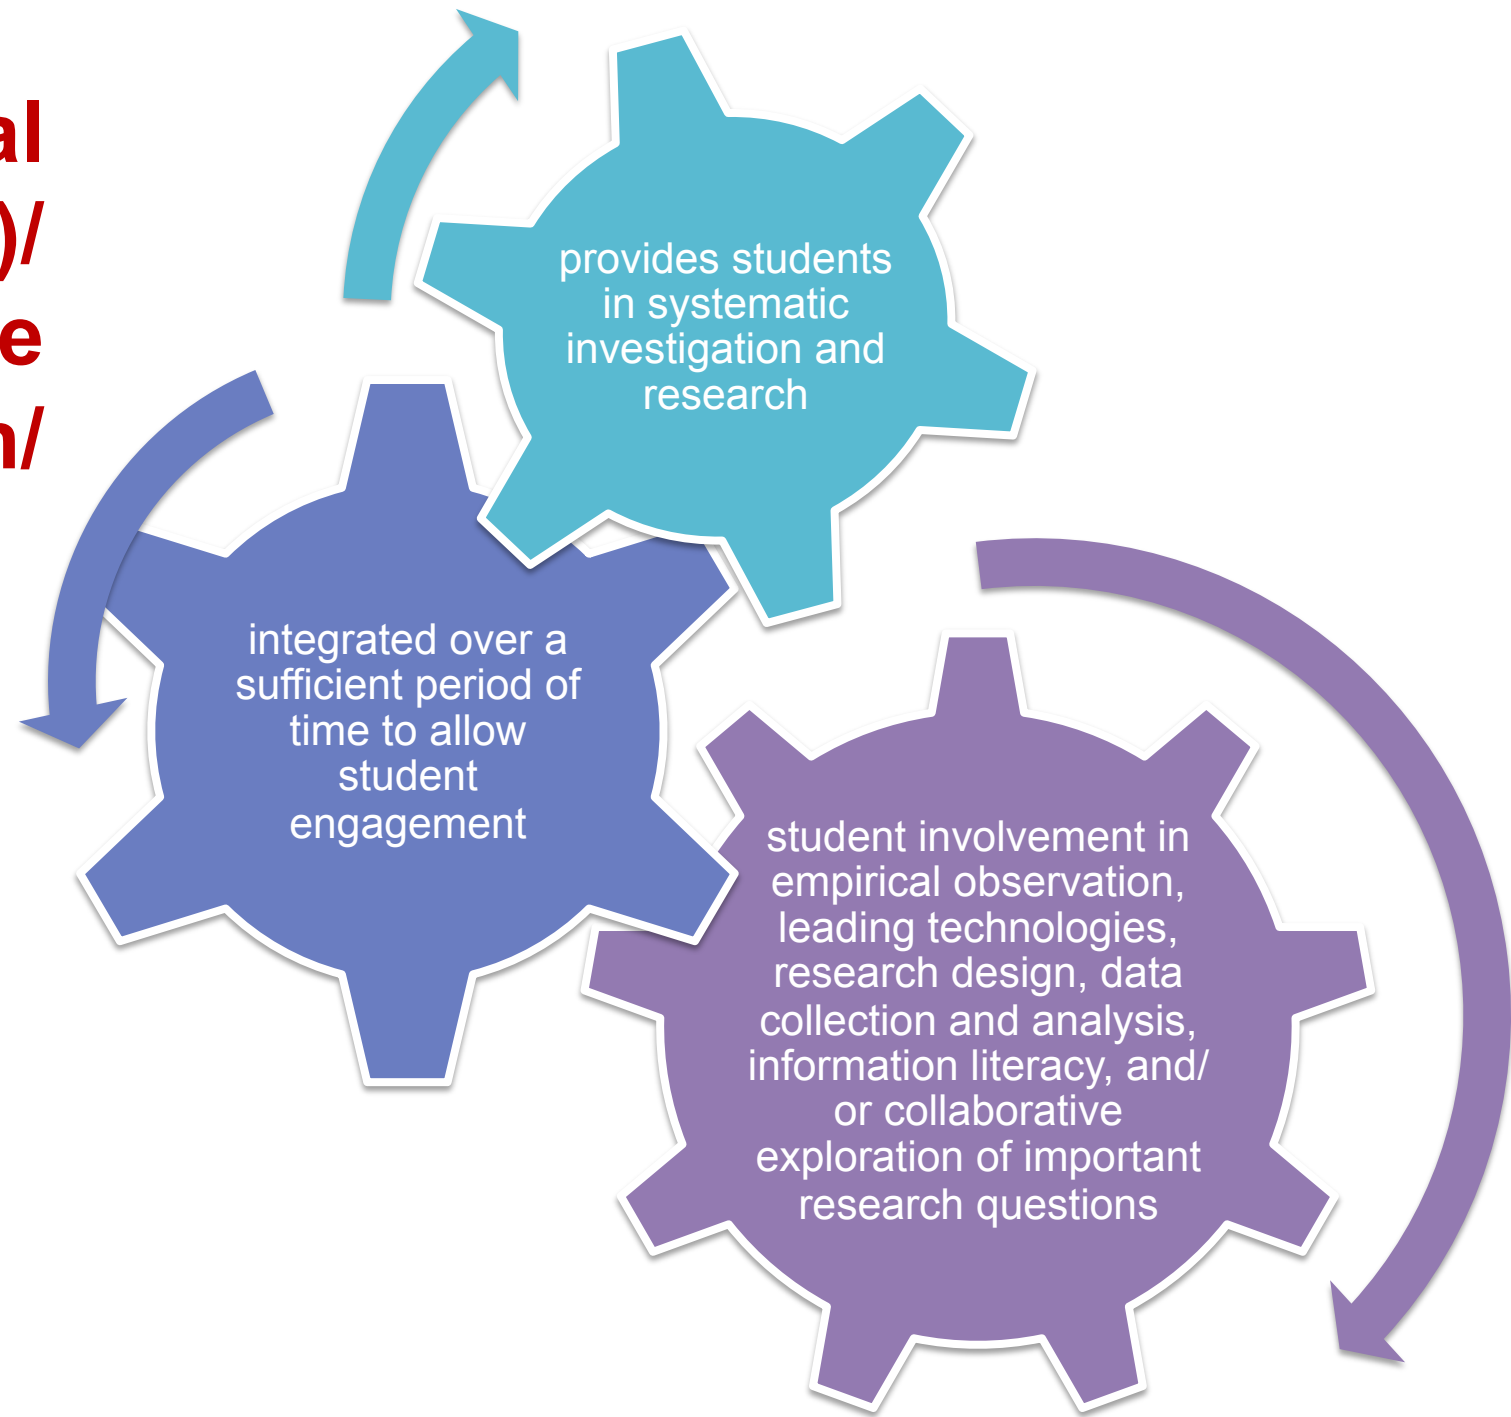 al
)/
e
n/
provides students
in systematic
investigation and
research
integrated over a
sufficient period of
time to allow
student
engagement
student involvement in
empirical observation,
leading technologies,
research design, data
collection and analysis,
information literacy, and/
or collaborative
exploration of important
research questions